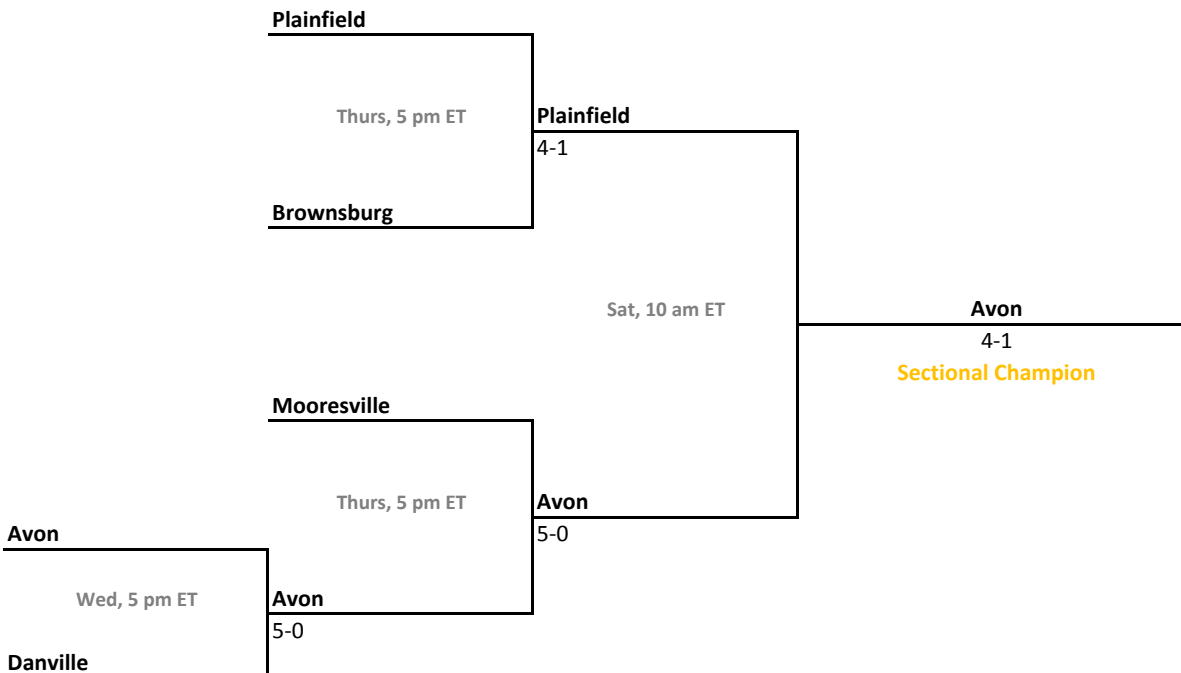 Plainfield
Thurs, 5 pm ET
Plainfield
4-1
Brownsburg
Sat, 10 am ET
Avon
4-1
Sectional Champion
Mooresville
Thurs, 5 pm ET
Avon
5-0
Avon
Wed, 5 pm ET
Avon
5-0
Danville